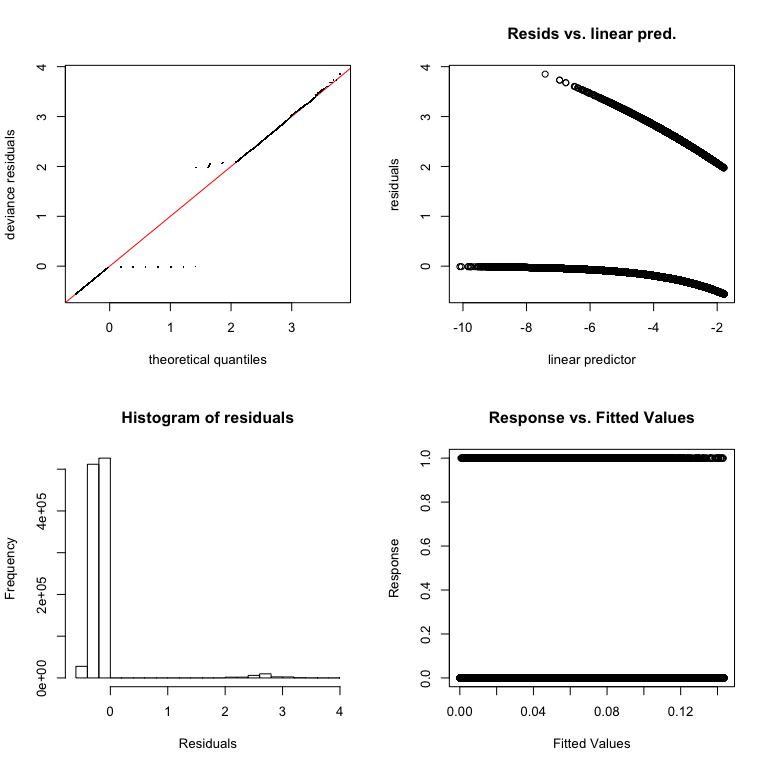 deviance residuals
0 1 2 3 4
0 1 2 3
theoretical quantiles
Resids vs. linear pred.
residuals
0 1 2 3 4
-10 -8 -6 -4 -2
linear predictor
Histogram of residuals
Frequency
0e+00 2e+05 4e+05
0 1 2 3 4
Residuals
Response vs. Fitted Values
Response
0.0 0.2 0.4 0.6 0.8 1.0
0.00 0.04 0.08 0.12
Fitted Values